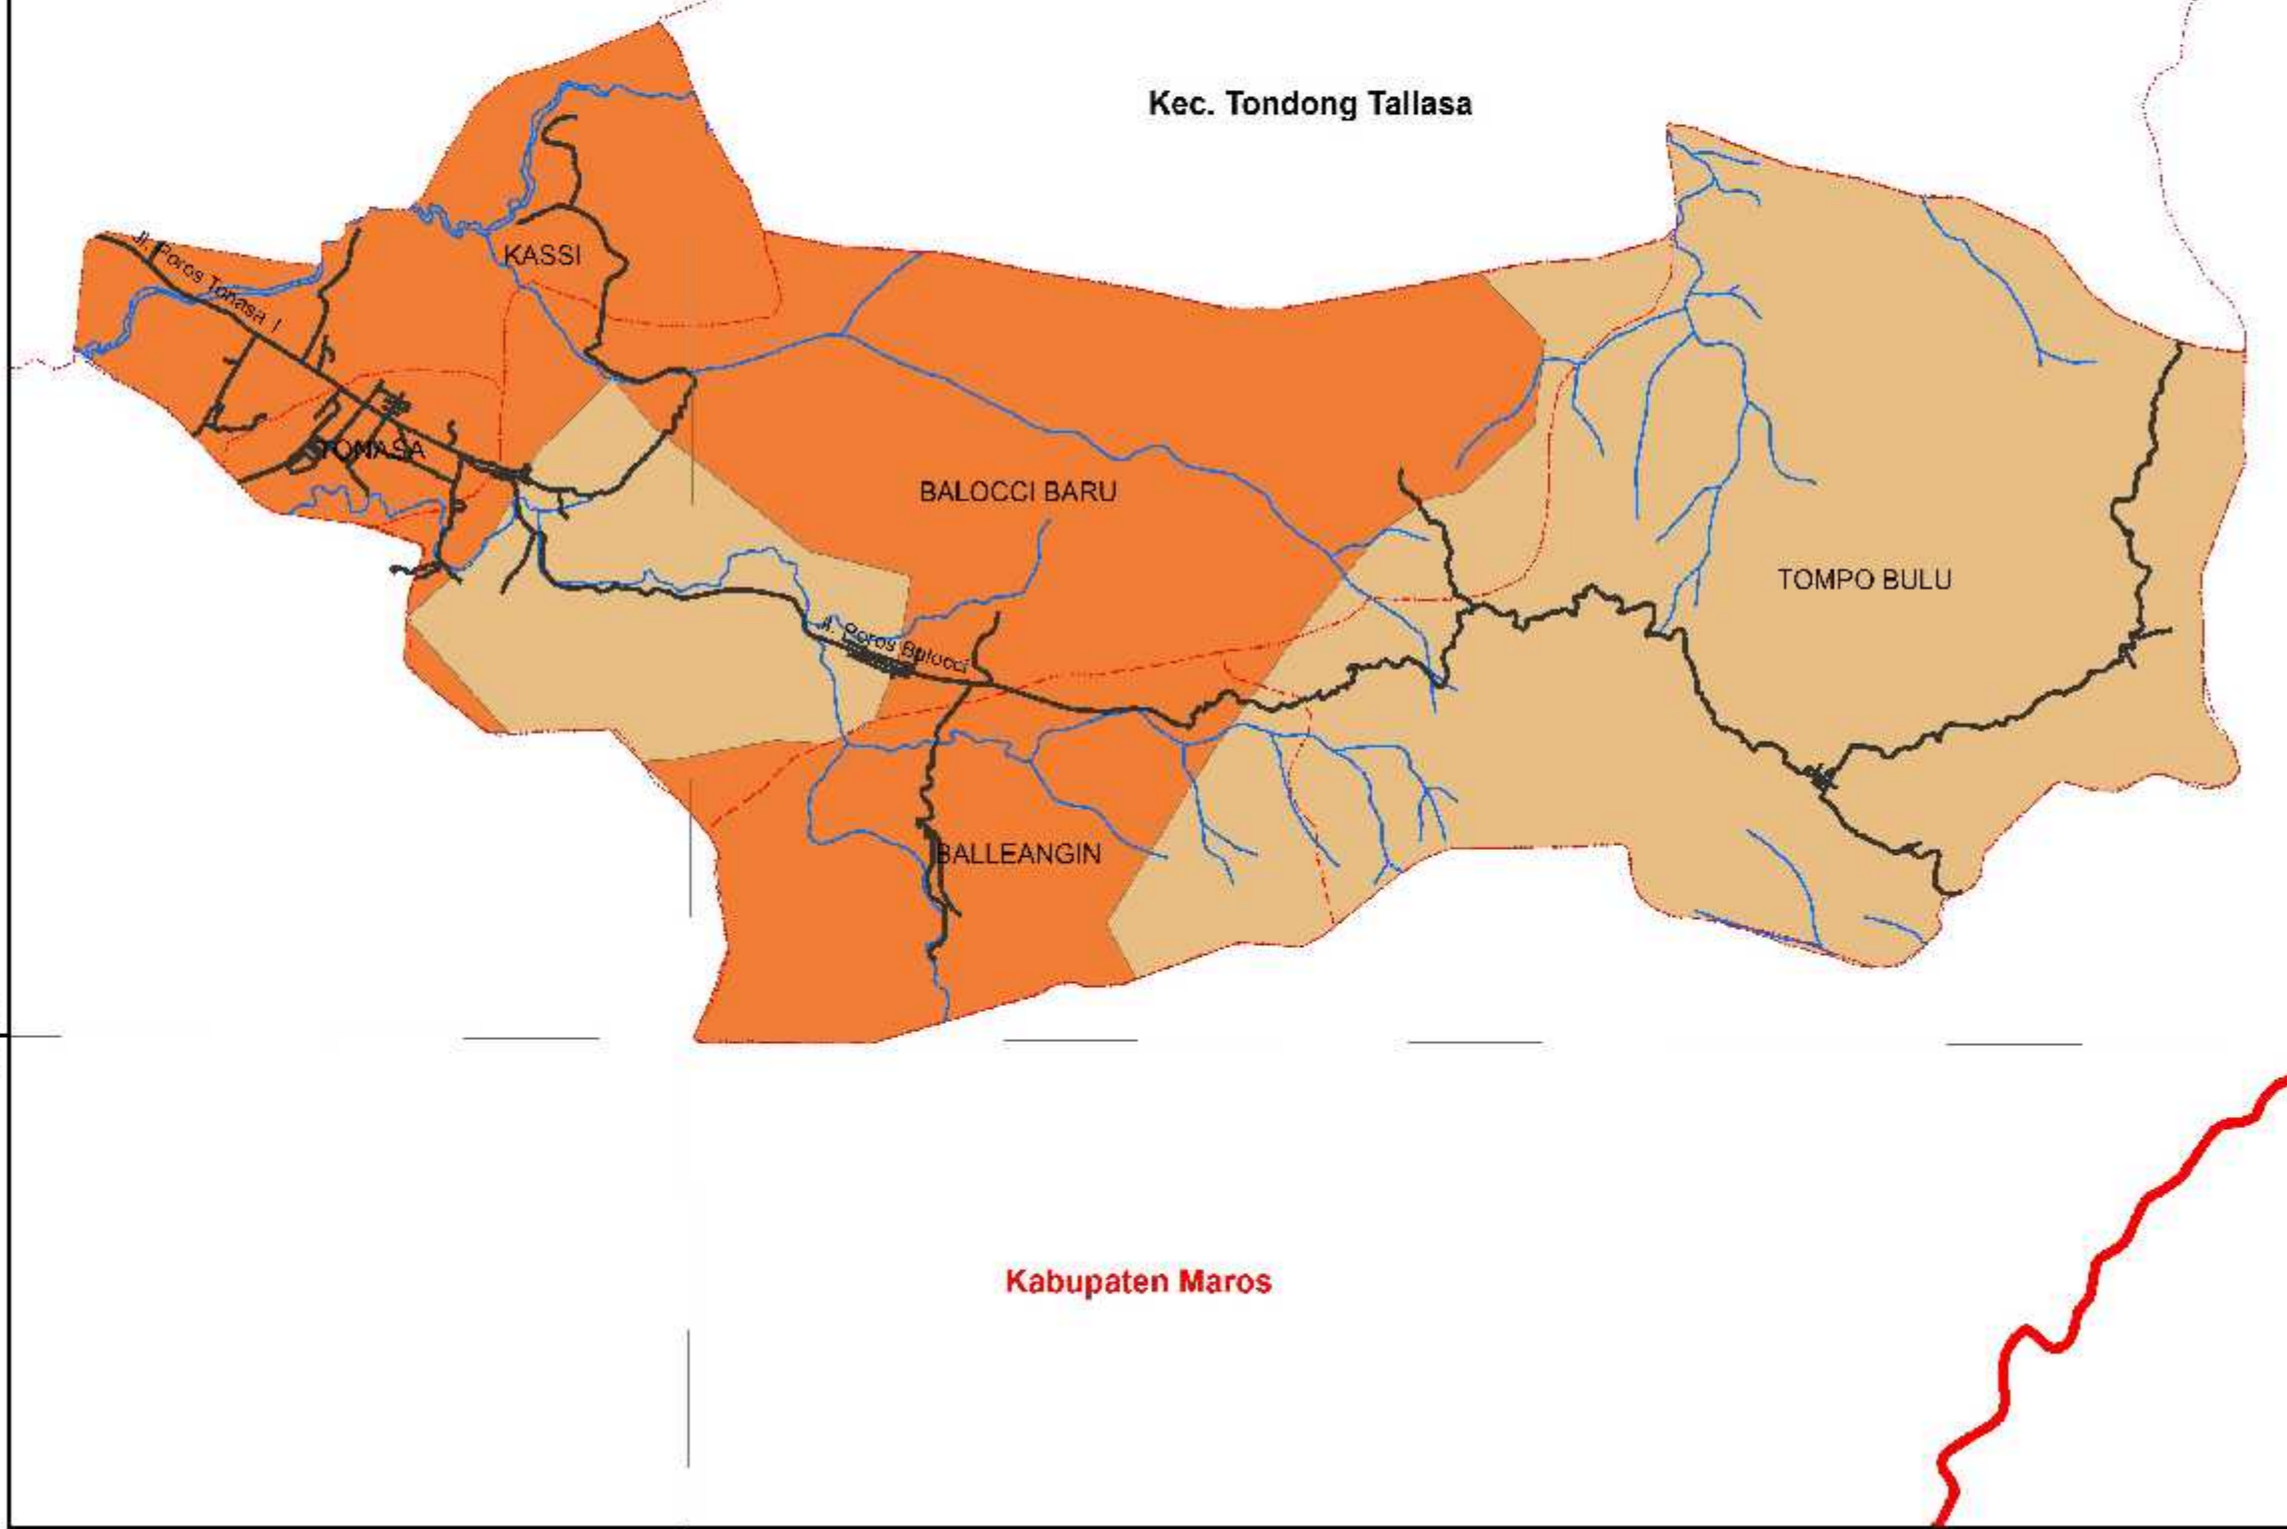 Kec. Tondong Tallasa
Jl. Poros Tonasa I
KASSI
TONASA
BALOCCI BARU
TOMPO BULU
Jl. Poros Balocci
BALLEANGIN
Kabupaten Maros